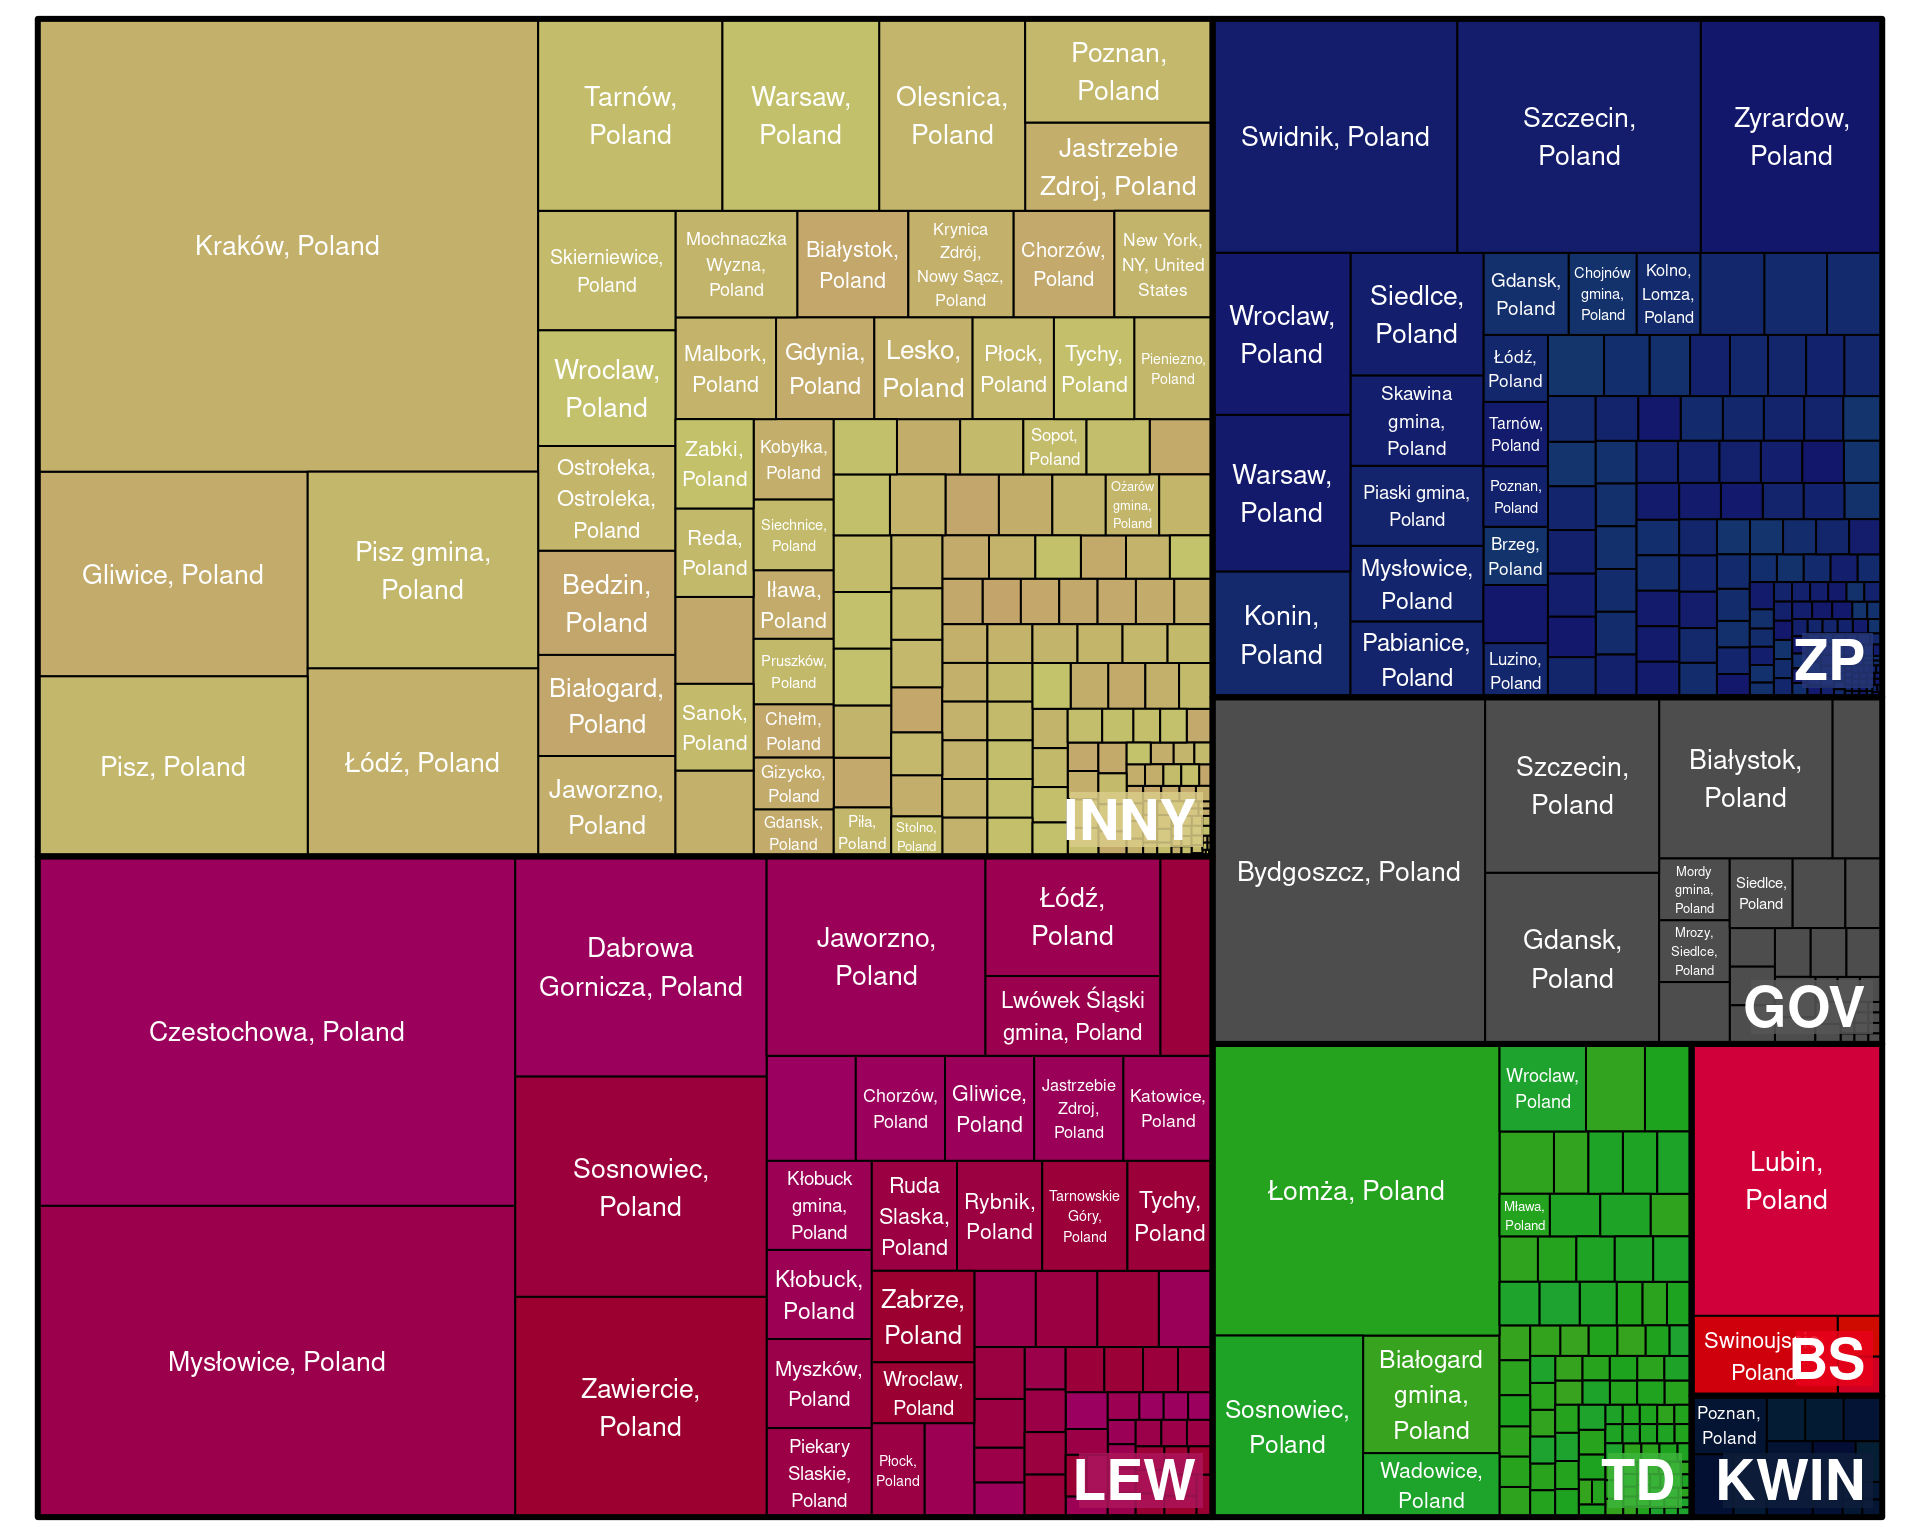 Kraków, Poland
Gliwice, Poland
Pisz gmina,
Poland
Pisz, Poland
Łódź, Poland
Tarnów,
Poland
Warsaw,
Poland
Olesnica,
Poland
Poznan,
Poland
Jastrzebie
Zdroj, Poland
Skierniewice,
Poland
Mochnaczka
Wyzna,
Poland
Białystok,
Poland
Krynica
Zdrój,
Nowy Sącz,
Poland
Chorzów,
Poland
New York,
NY, United
States
Wroclaw,
Poland
Malbork,
Poland
Gdynia,
Poland
Lesko,
Poland
Płock,
Poland
Tychy,
Poland
Pieniezno,
Poland
Ostrołeka,
Ostroleka,
Poland
Zabki,
Poland
Kobyłka,
Poland
Sopot,
Poland
Ożarów
gmina,
Poland
Reda,
Poland
Siechnice,
Poland
Bedzin,
Poland
Iława,
Poland
Białogard,
Poland
Pruszków,
Poland
Sanok,
Poland
Chełm,
Poland
Jaworzno,
Poland
Gizycko,
Poland
Gdansk,
Poland
Piła,
Poland
Stolno,
Poland
INNY
Swidnik, Poland
Szczecin,
Poland
Zyrardow,
Poland
Wroclaw,
Poland
Siedlce,
Poland
Gdansk,
Poland
Chojnów
gmina,
Poland
Kolno,
Lomza,
Poland
Łódź,
Poland
Skawina
gmina,
Poland
Tarnów,
Poland
Warsaw,
Poland
Piaski gmina,
Poland
Poznan,
Poland
Mysłowice,
Poland
Brzeg,
Poland
Konin,
Poland
Pabianice,
Poland
Luzino,
Poland
ZP
Bydgoszcz, Poland
Szczecin,
Poland
Białystok,
Poland
Gdansk,
Poland
Mordy
gmina,
Poland
Siedlce,
Poland
Mrozy,
Siedlce,
Poland
GOV
Czestochowa, Poland
Mysłowice, Poland
Dabrowa
Gornicza, Poland
Sosnowiec,
Poland
Zawiercie,
Poland
Jaworzno,
Poland
Łódź,
Poland
Lwówek Śląski
gmina, Poland
Chorzów,
Poland
Gliwice,
Poland
Jastrzebie
Zdroj,
Poland
Katowice,
Poland
Kłobuck
gmina,
Poland
Ruda
Slaska,
Poland
Rybnik,
Poland
Tarnowskie
Góry,
Poland
Tychy,
Poland
Kłobuck,
Poland
Zabrze,
Poland
Myszków,
Poland
Wroclaw,
Poland
Piekary
Slaskie,
Poland
Płock,
Poland
LEW
Łomża, Poland
Wroclaw,
Poland
Mława,
Poland
Sosnowiec,
Poland
Białogard
gmina,
Poland
Wadowice,
Poland
TD
Lubin,
Poland
Poland
BS
Poznan,
Poland
KWIN